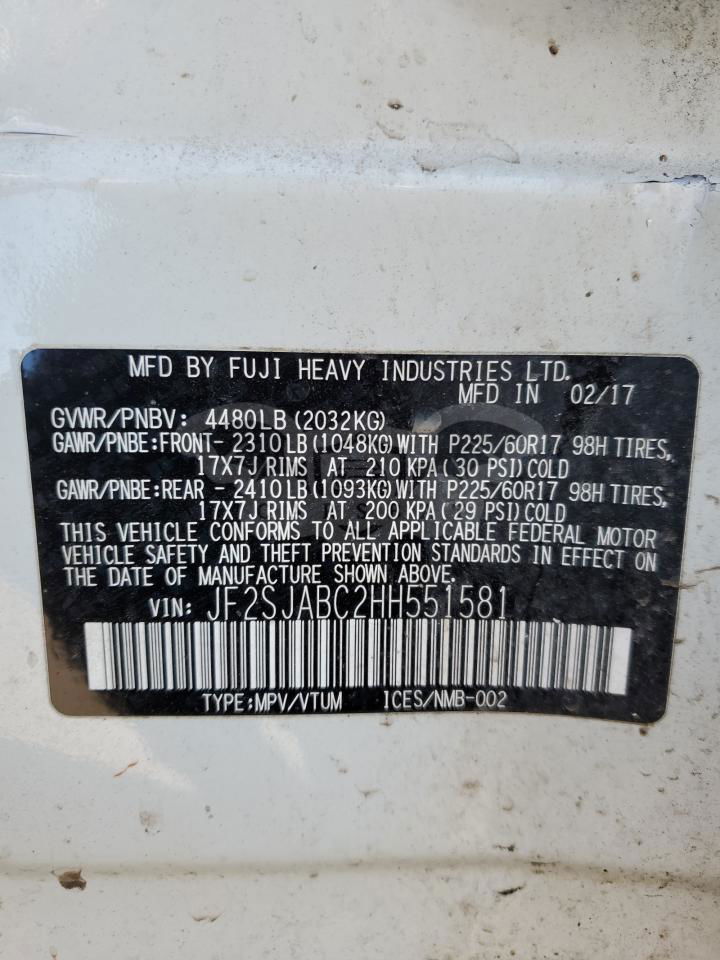 MFD BY FUJI HEAVY INDUSTRIES LTD.
MFD IN 02/17
GVWR/PNBV: 4480LB (2032KG)
GAWR/PNBE:FRONT- 2310LB (1048KG)WITH P225/60R17 98H TIRES,
17X7J RIMS AT 210 KPA (30 PSI)COLD
GAWR/PNBE:REAR - 2410LB (1093KG)WITH P225/60R17 98H TIRES,
17X7J RIMS AT 200 KPA (29 PSI)COLD
THIS VEHICLE CONFORMS TO ALL APPLICABLE FEDERAL MOTOR
VEHICLE SAFETY AND THEFT PREVENTION STANDARDS IN EFFECT ON
THE DATE OF MANUFACTURE SHOWN ABOVE.
VIN: JF2SJABC2HH551581
TYPE:MPV/VTUM ICES/NMB-002